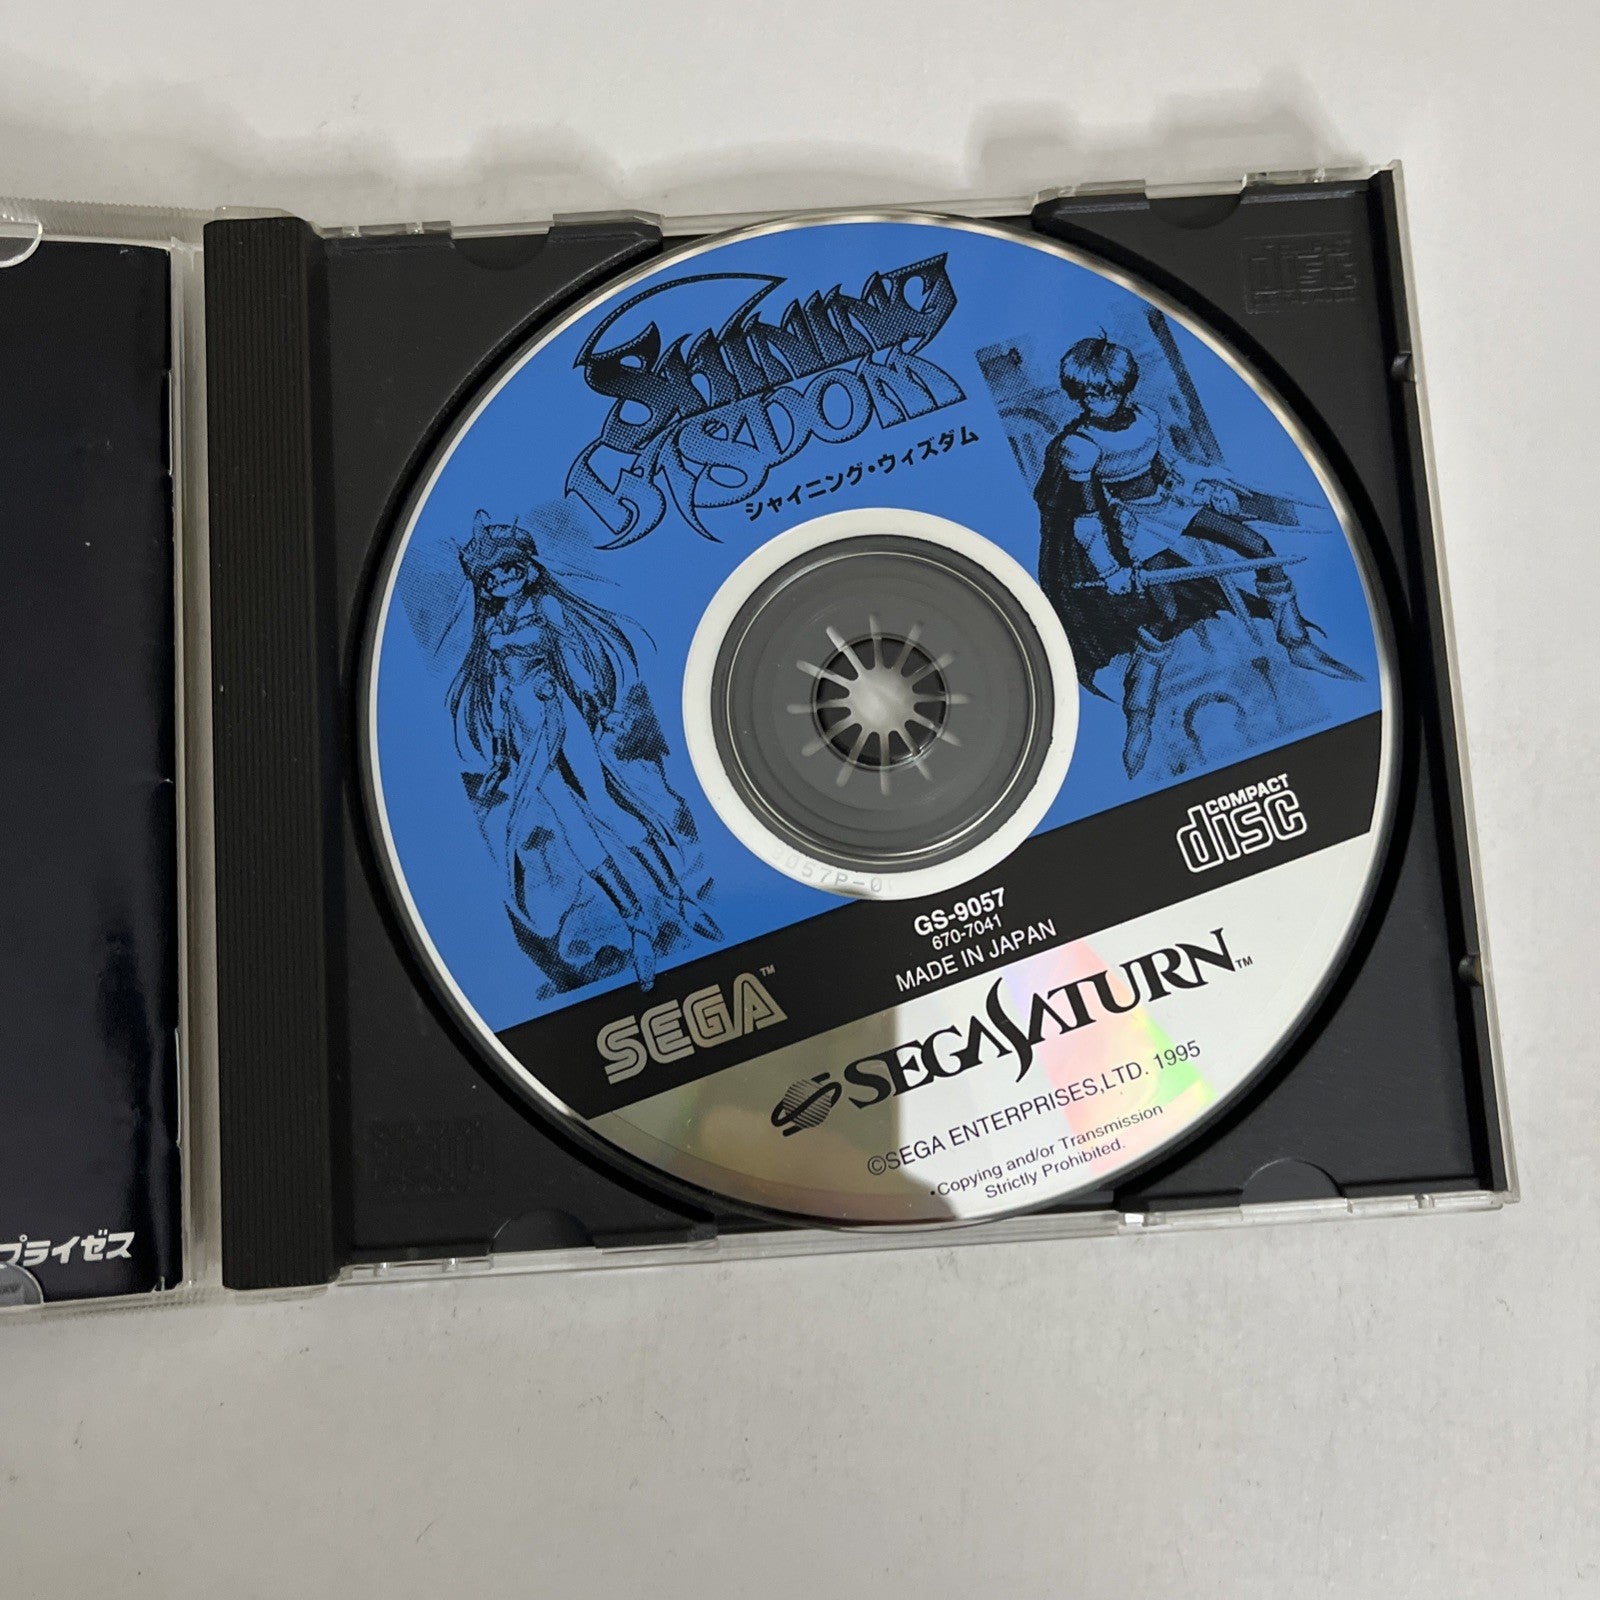 SHINING
WISDOM
シャイニング・ウィズダム
COMPACT
disc
GS-9057
670-7041
MADE IN JAPAN
SEGA™
SEGA SATURN™
©SEGA ENTERPRISES,LTD. 1995
•Copying and/or Transmission
Strictly Prohibited.
プライゼス